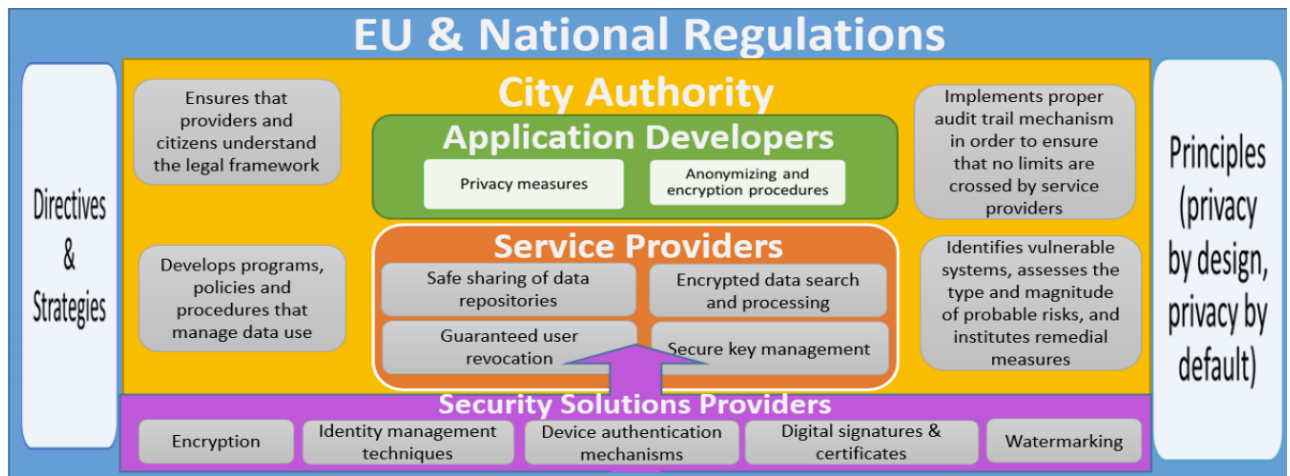 EU & National Regulations
Directives
&
Strategies
City Authority
Ensures that
providers and
citizens understand
the legal framework
Develops programs,
policies and
procedures that
manage data use
Application Developers
Privacy measures
Anonymizing and
encryption procedures
Service Providers
Safe sharing of data
repositories
Encrypted data search
and processing
Guaranteed user
revocation
Secure key management
Implements proper
audit trail mechanism
in order to ensure
that no limits are
crossed by service
providers
Identifies vulnerable
systems, assesses the
type and magnitude
of probable risks, and
institutes remedial
measures
Security Solutions Providers
Encryption
Identity management
techniques
Device authentication
mechanisms
Digital signatures &
certificates
Watermarking
Principles
(privacy
by design,
privacy by
default)